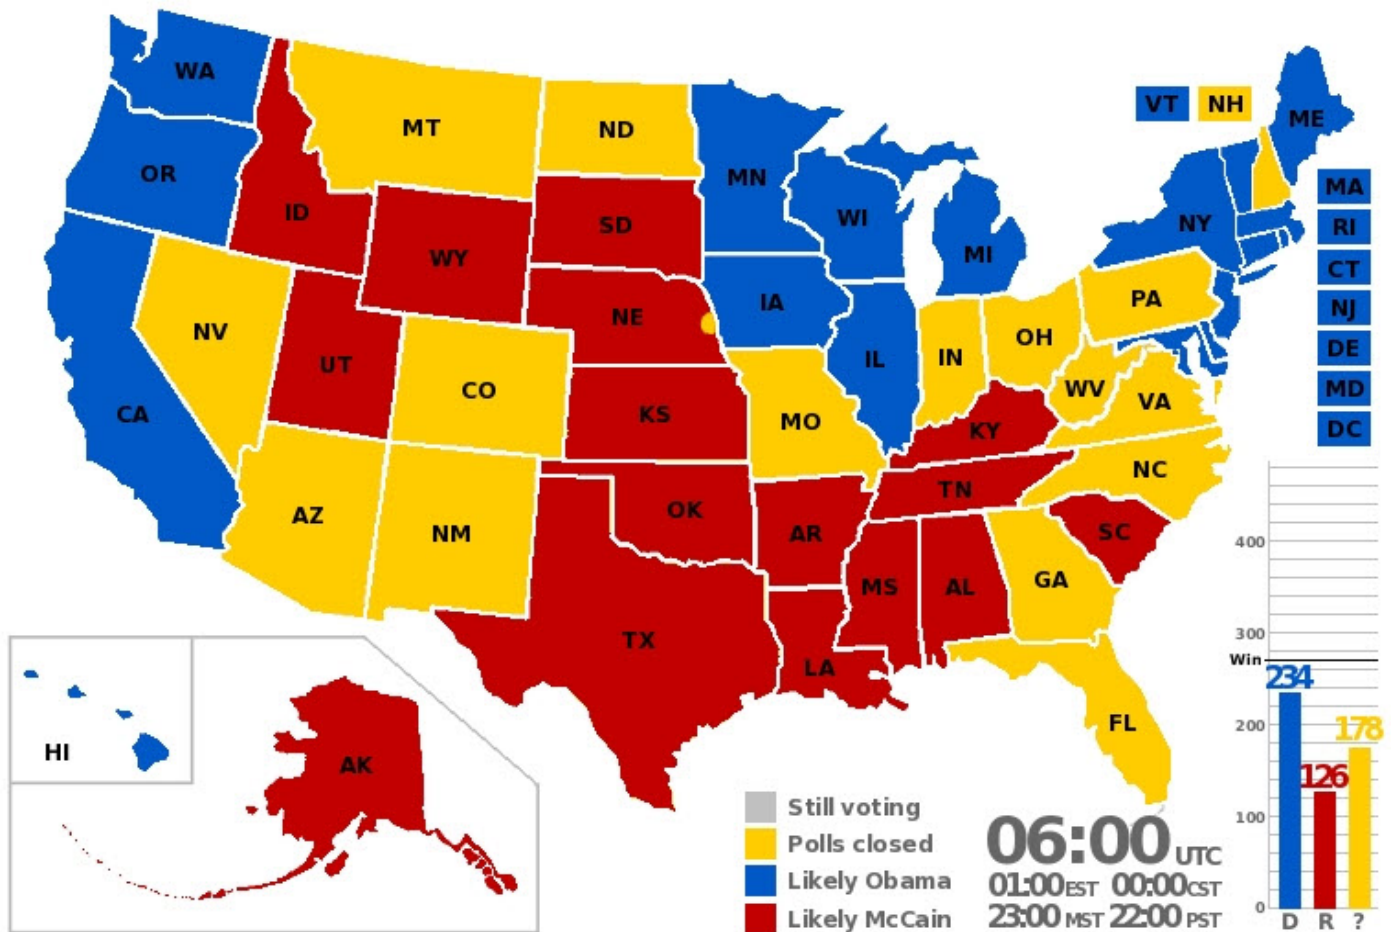 WA
MT
ND
MN
VT NH
ME
OR
ID
SD
WI
MI
NY
MA
RI
WY
CT
NV
NE
IA
PA
NJ
UT
CO
IL
IN
OH
DE
CA
KS
MO
WV
VA
MD
KY
DC
AZ
NM
OK
AR
TN
NC
SC
TX
MS
AL
GA
LA
FL
HI
AK
400
300
Win
234
200
178
126
100
0
D R ?
Still voting
Polls closed
Likely Obama
Likely McCain
06:00 UTC
01:00 EST 00:00 CST
23:00 MST 22:00 PST